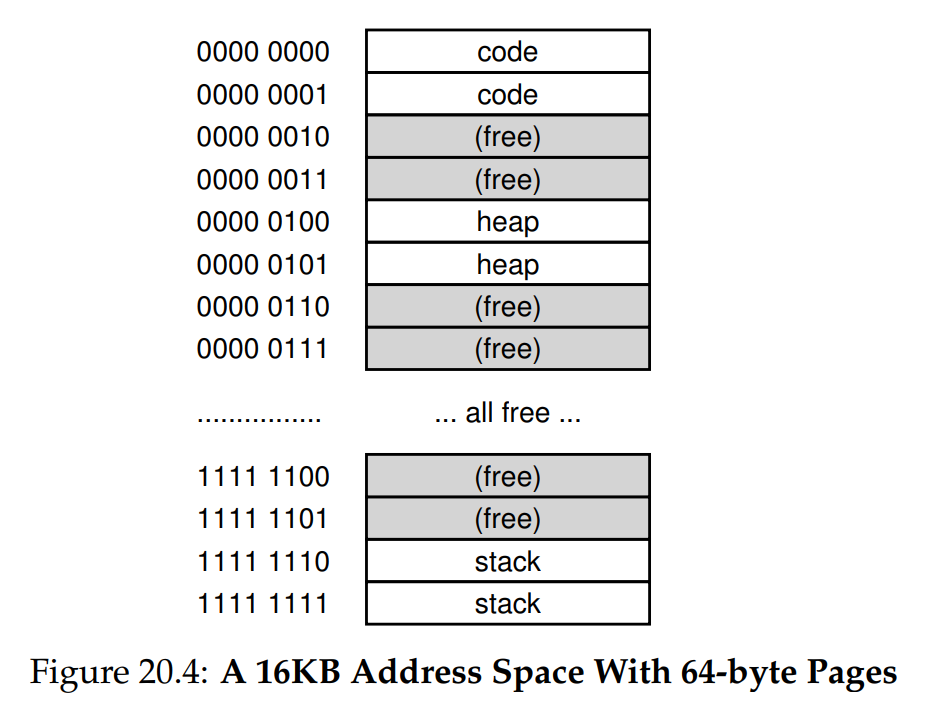 0000 0000 code
0000 0001 code
0000 0010 (free)
0000 0011 (free)
0000 0100 heap
0000 0101 heap
0000 0110 (free)
0000 0111 (free)
................ ... all free ...
1111 1100 (free)
1111 1101 (free)
1111 1110 stack
1111 1111 stack
Figure 20.4: A 16KB Address Space With 64-byte Pages